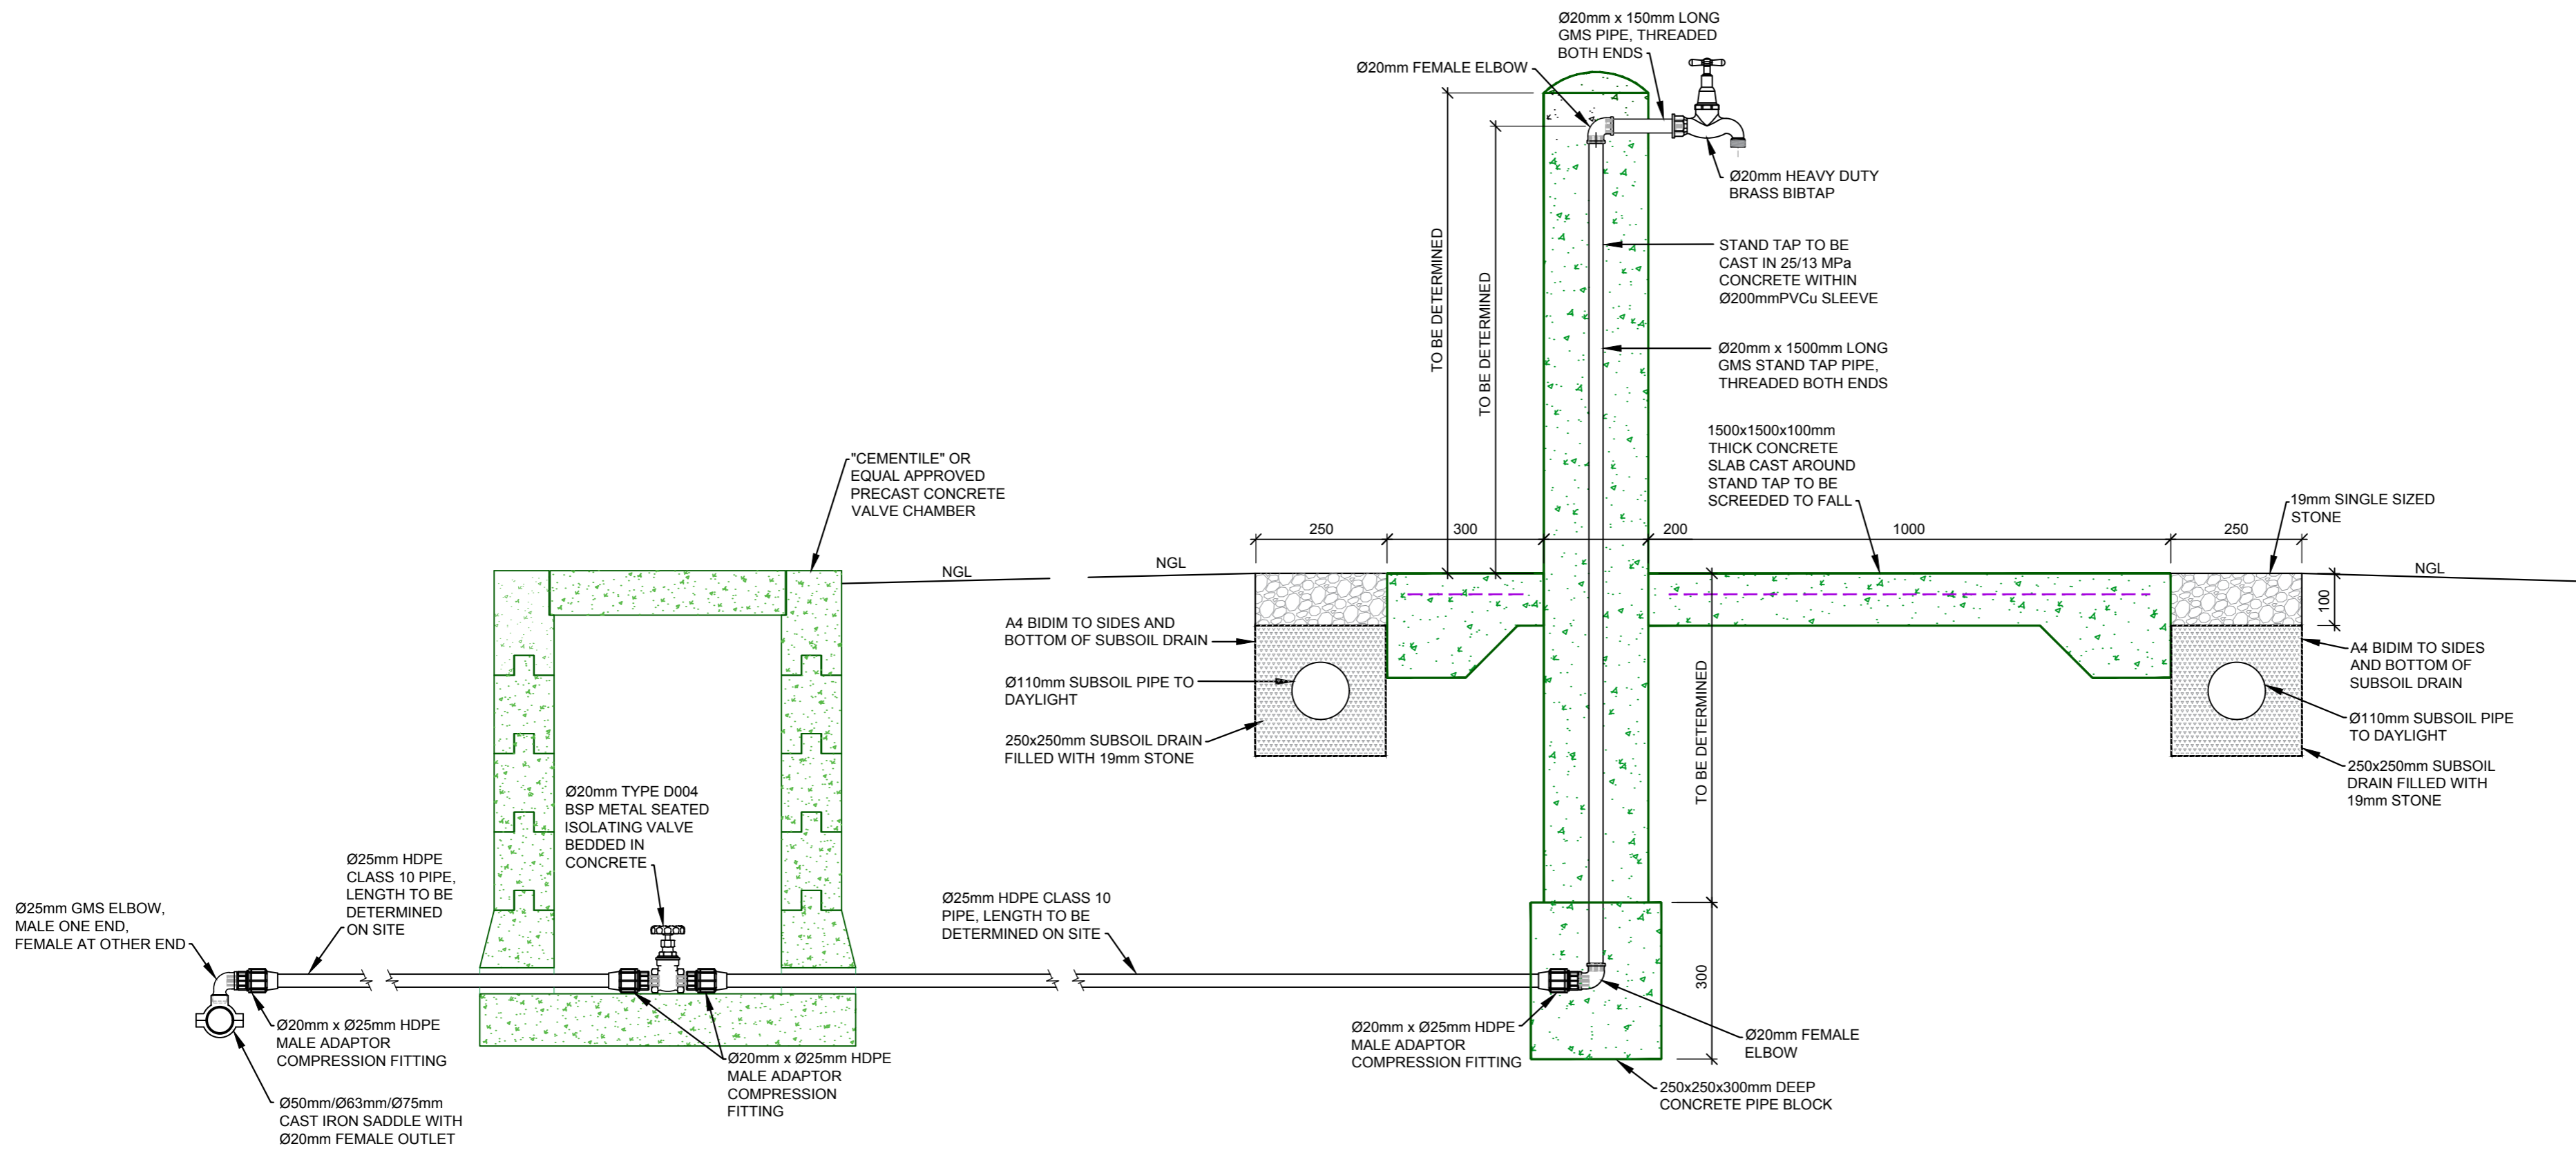 Ø20mm x 150mm LONG
GMS PIPE, THREADED
BOTH ENDS
Ø20mm FEMALE ELBOW
Ø20mm HEAVY DUTY
BRASS BIBTAP
TO BE DETERMINED
TO BE DETERMINED
STAND TAP TO BE
CAST IN 25/13 MPa
CONCRETE WITHIN
Ø200mmPVCu SLEEVE
Ø20mm x 1500mm LONG
GMS STAND TAP PIPE,
THREADED BOTH ENDS
1500x1500x100mm
THICK CONCRETE
SLAB CAST AROUND
STAND TAP TO BE
SCREEDED TO FALL
"CEMENTILE" OR
EQUAL APPROVED
PRECAST CONCRETE
VALVE CHAMBER
19mm SINGLE SIZED
STONE
250
300
200
1000
250
NGL
NGL
NGL
100
A4 BIDIM TO SIDES AND
BOTTOM OF SUBSOIL DRAIN
Ø110mm SUBSOIL PIPE TO
DAYLIGHT
250x250mm SUBSOIL DRAIN
FILLED WITH 19mm STONE
TO BE DETERMINED
A4 BIDIM TO SIDES
AND BOTTOM OF
SUBSOIL DRAIN
Ø110mm SUBSOIL PIPE
TO DAYLIGHT
250x250mm SUBSOIL
DRAIN FILLED WITH
19mm STONE
Ø20mm TYPE D004
BSP METAL SEATED
ISOLATING VALVE
BEDDED IN
CONCRETE
Ø25mm HDPE
CLASS 10 PIPE,
LENGTH TO BE
DETERMINED
ON SITE
Ø25mm GMS ELBOW,
MALE ONE END,
FEMALE AT OTHER END
Ø25mm HDPE CLASS 10
PIPE, LENGTH TO BE
DETERMINED ON SITE
300
Ø20mm x Ø25mm HDPE
MALE ADAPTOR
COMPRESSION FITTING
Ø20mm x Ø25mm HDPE
MALE ADAPTOR
COMPRESSION
FITTING
Ø20mm x Ø25mm HDPE
MALE ADAPTOR
COMPRESSION FITTING
Ø20mm FEMALE
ELBOW
Ø50mm/Ø63mm/Ø75mm
CAST IRON SADDLE WITH
Ø20mm FEMALE OUTLET
250x250x300mm DEEP
CONCRETE PIPE BLOCK